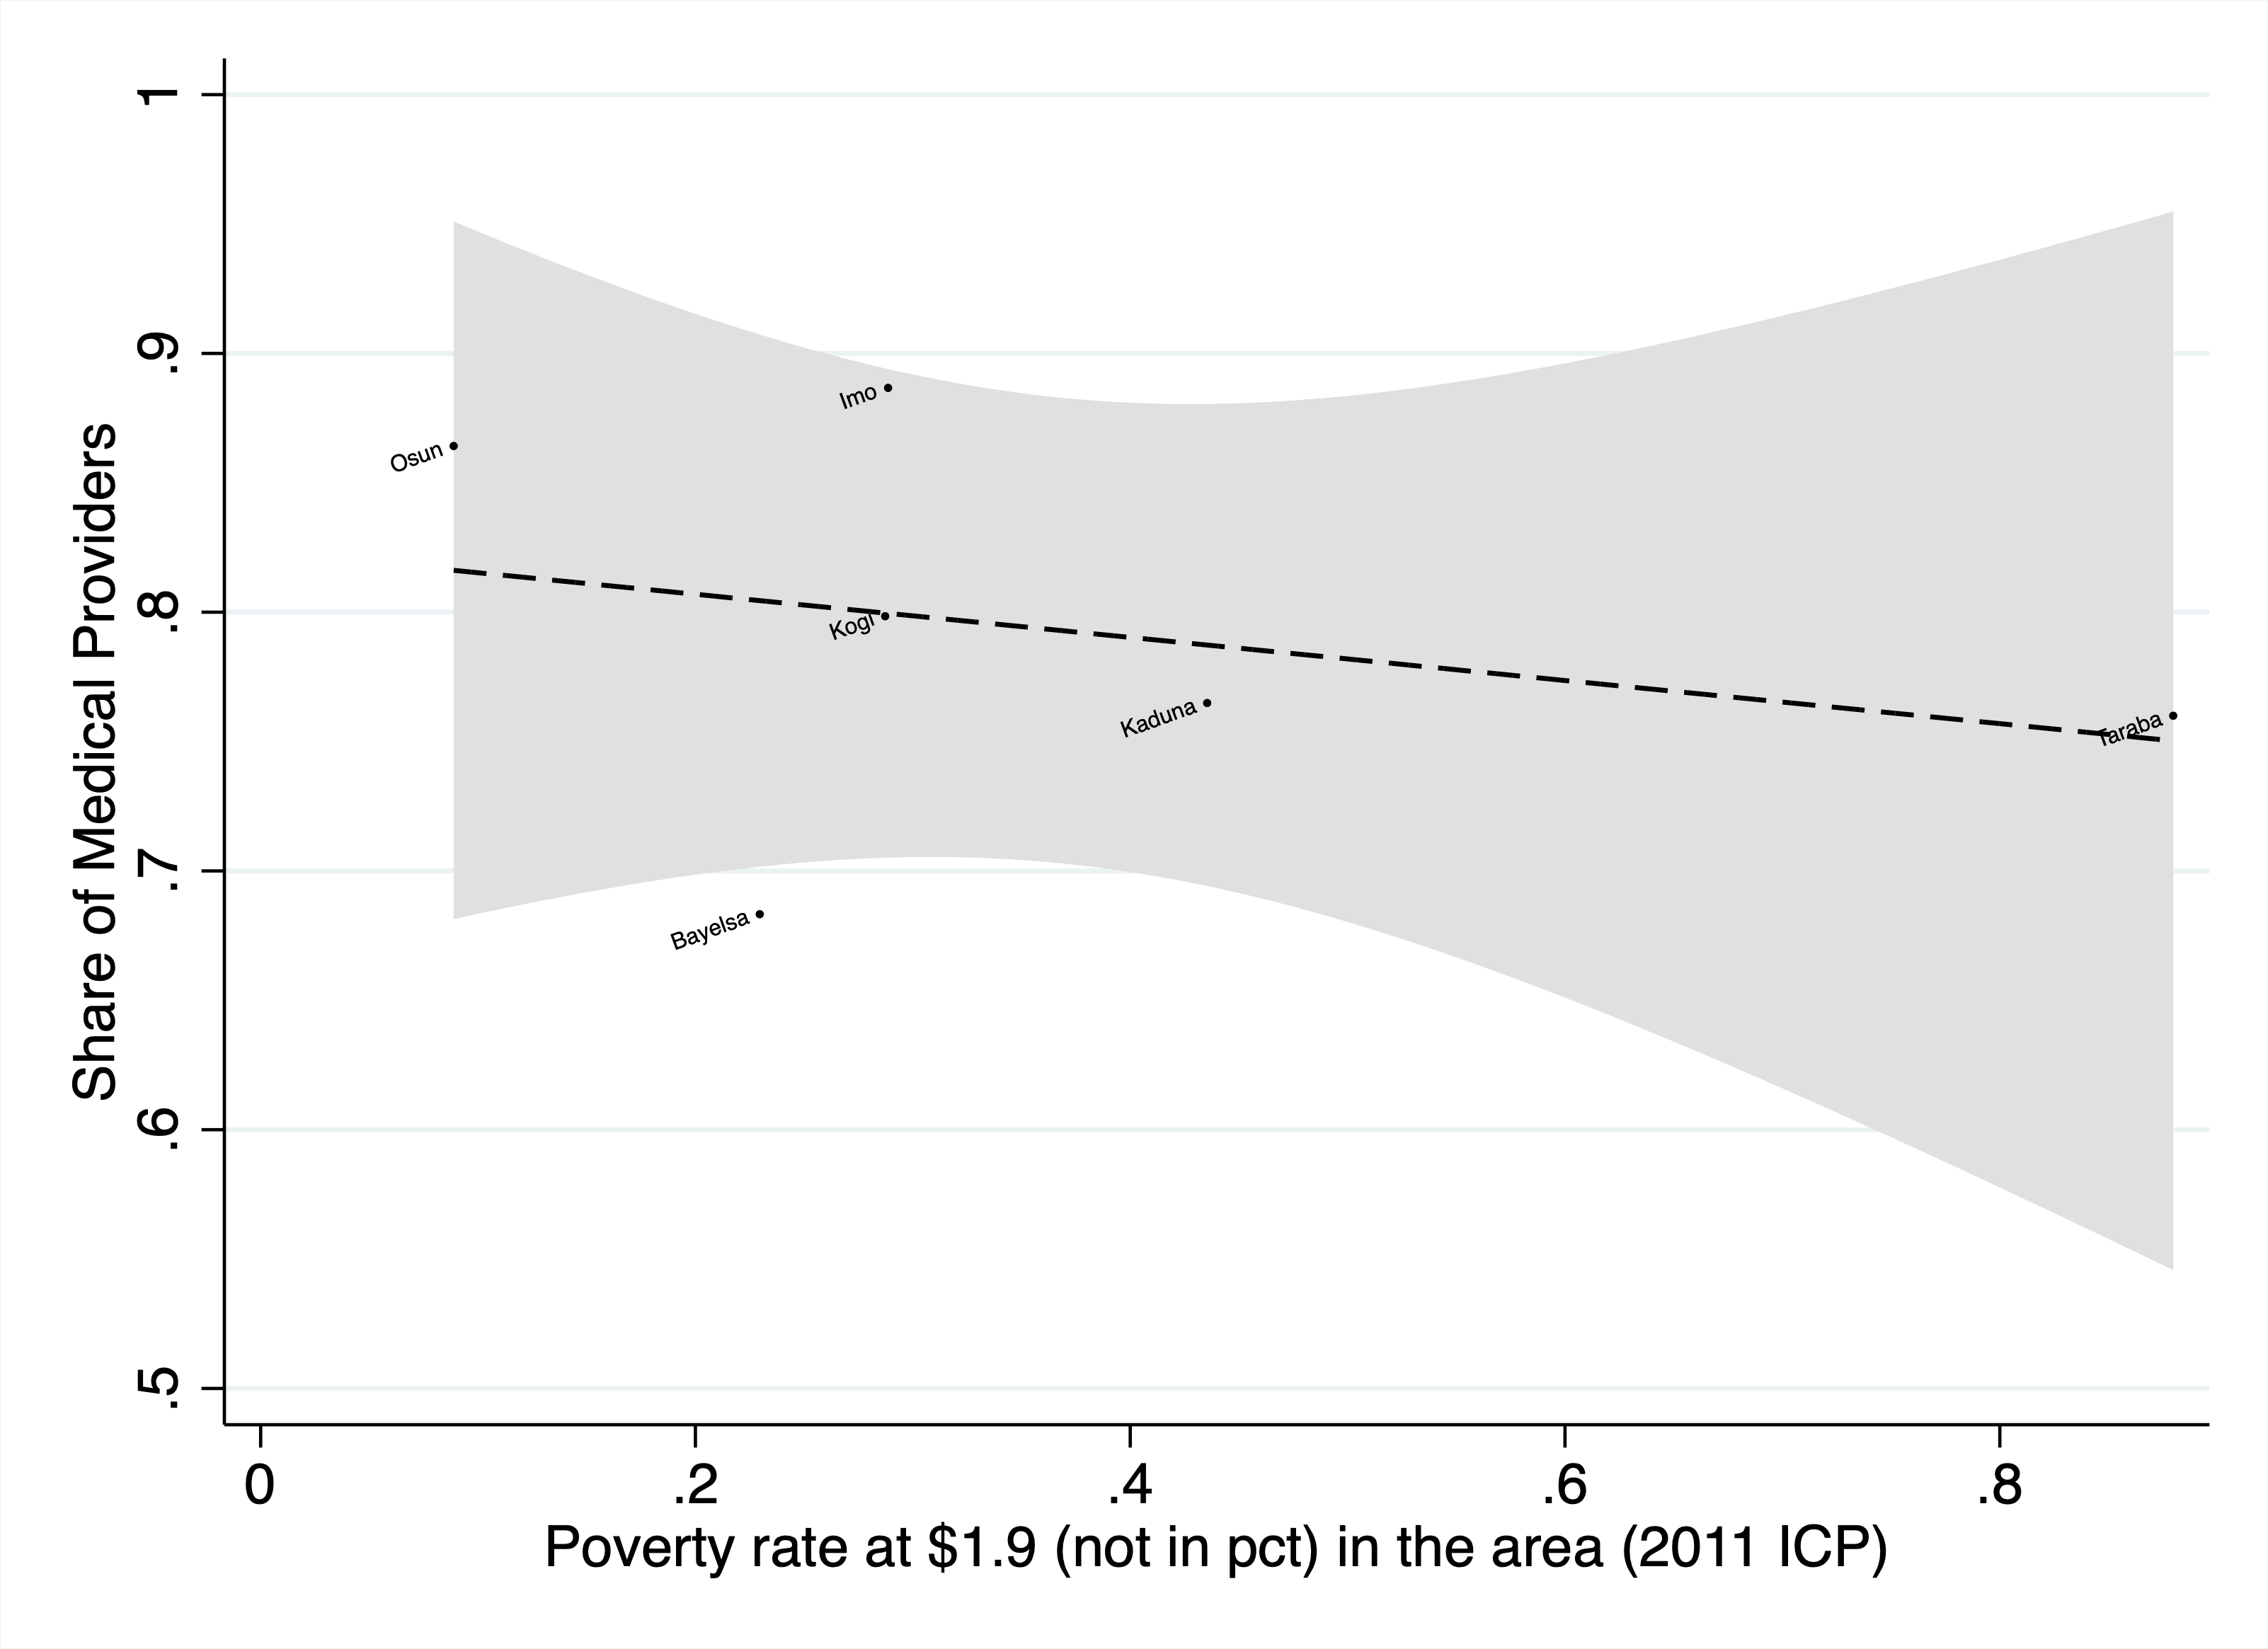 1
.9
.8
.7
.6
.5
Share of Medical Providers
Imo
Osun
Kogi
Kaduna
Taraba
Bayelsa
0 .2 .4 .6 .8
Poverty rate at $1.9 (not in pct) in the area (2011 ICP)